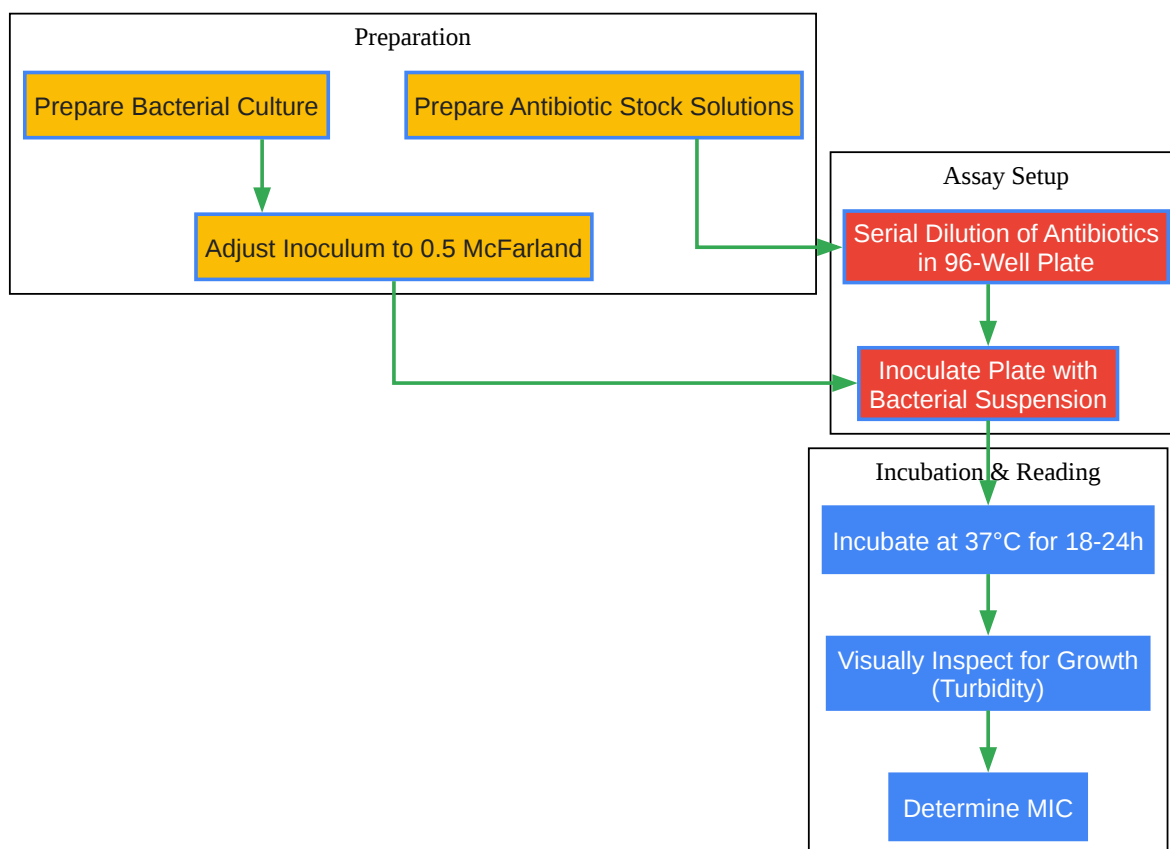 Preparation
Prepare Bacterial Culture
Prepare Antibiotic Stock Solutions
Adjust Inoculum to 0.5 McFarland
Assay Setup
Serial Dilution of Antibiotics
in 96-Well Plate
Inoculate Plate with
Bacterial Suspension
Incubation & Reading
Incubate at 37°C for 18-24h
Visually Inspect for Growth
(Turbidity)
Determine MIC